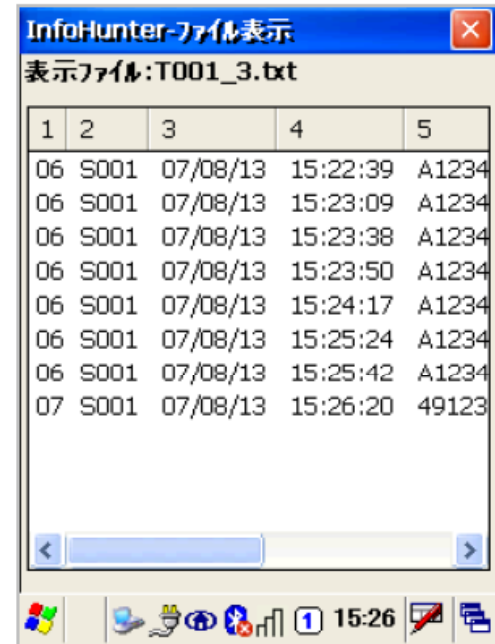 InfoHunter-ﾌｧｲﾙ表示
表示ﾌｧｲﾙ:T001_3.txt
1 2 3 4 5
06 S001 07/08/13 15:22:39 A1234
06 S001 07/08/13 15:23:09 A1234
06 S001 07/08/13 15:23:38 A1234
06 S001 07/08/13 15:23:50 A1234
06 S001 07/08/13 15:24:17 A1234
06 S001 07/08/13 15:25:24 A1234
06 S001 07/08/13 15:25:42 A1234
07 S001 07/08/13 15:26:20 49123
1 15:26